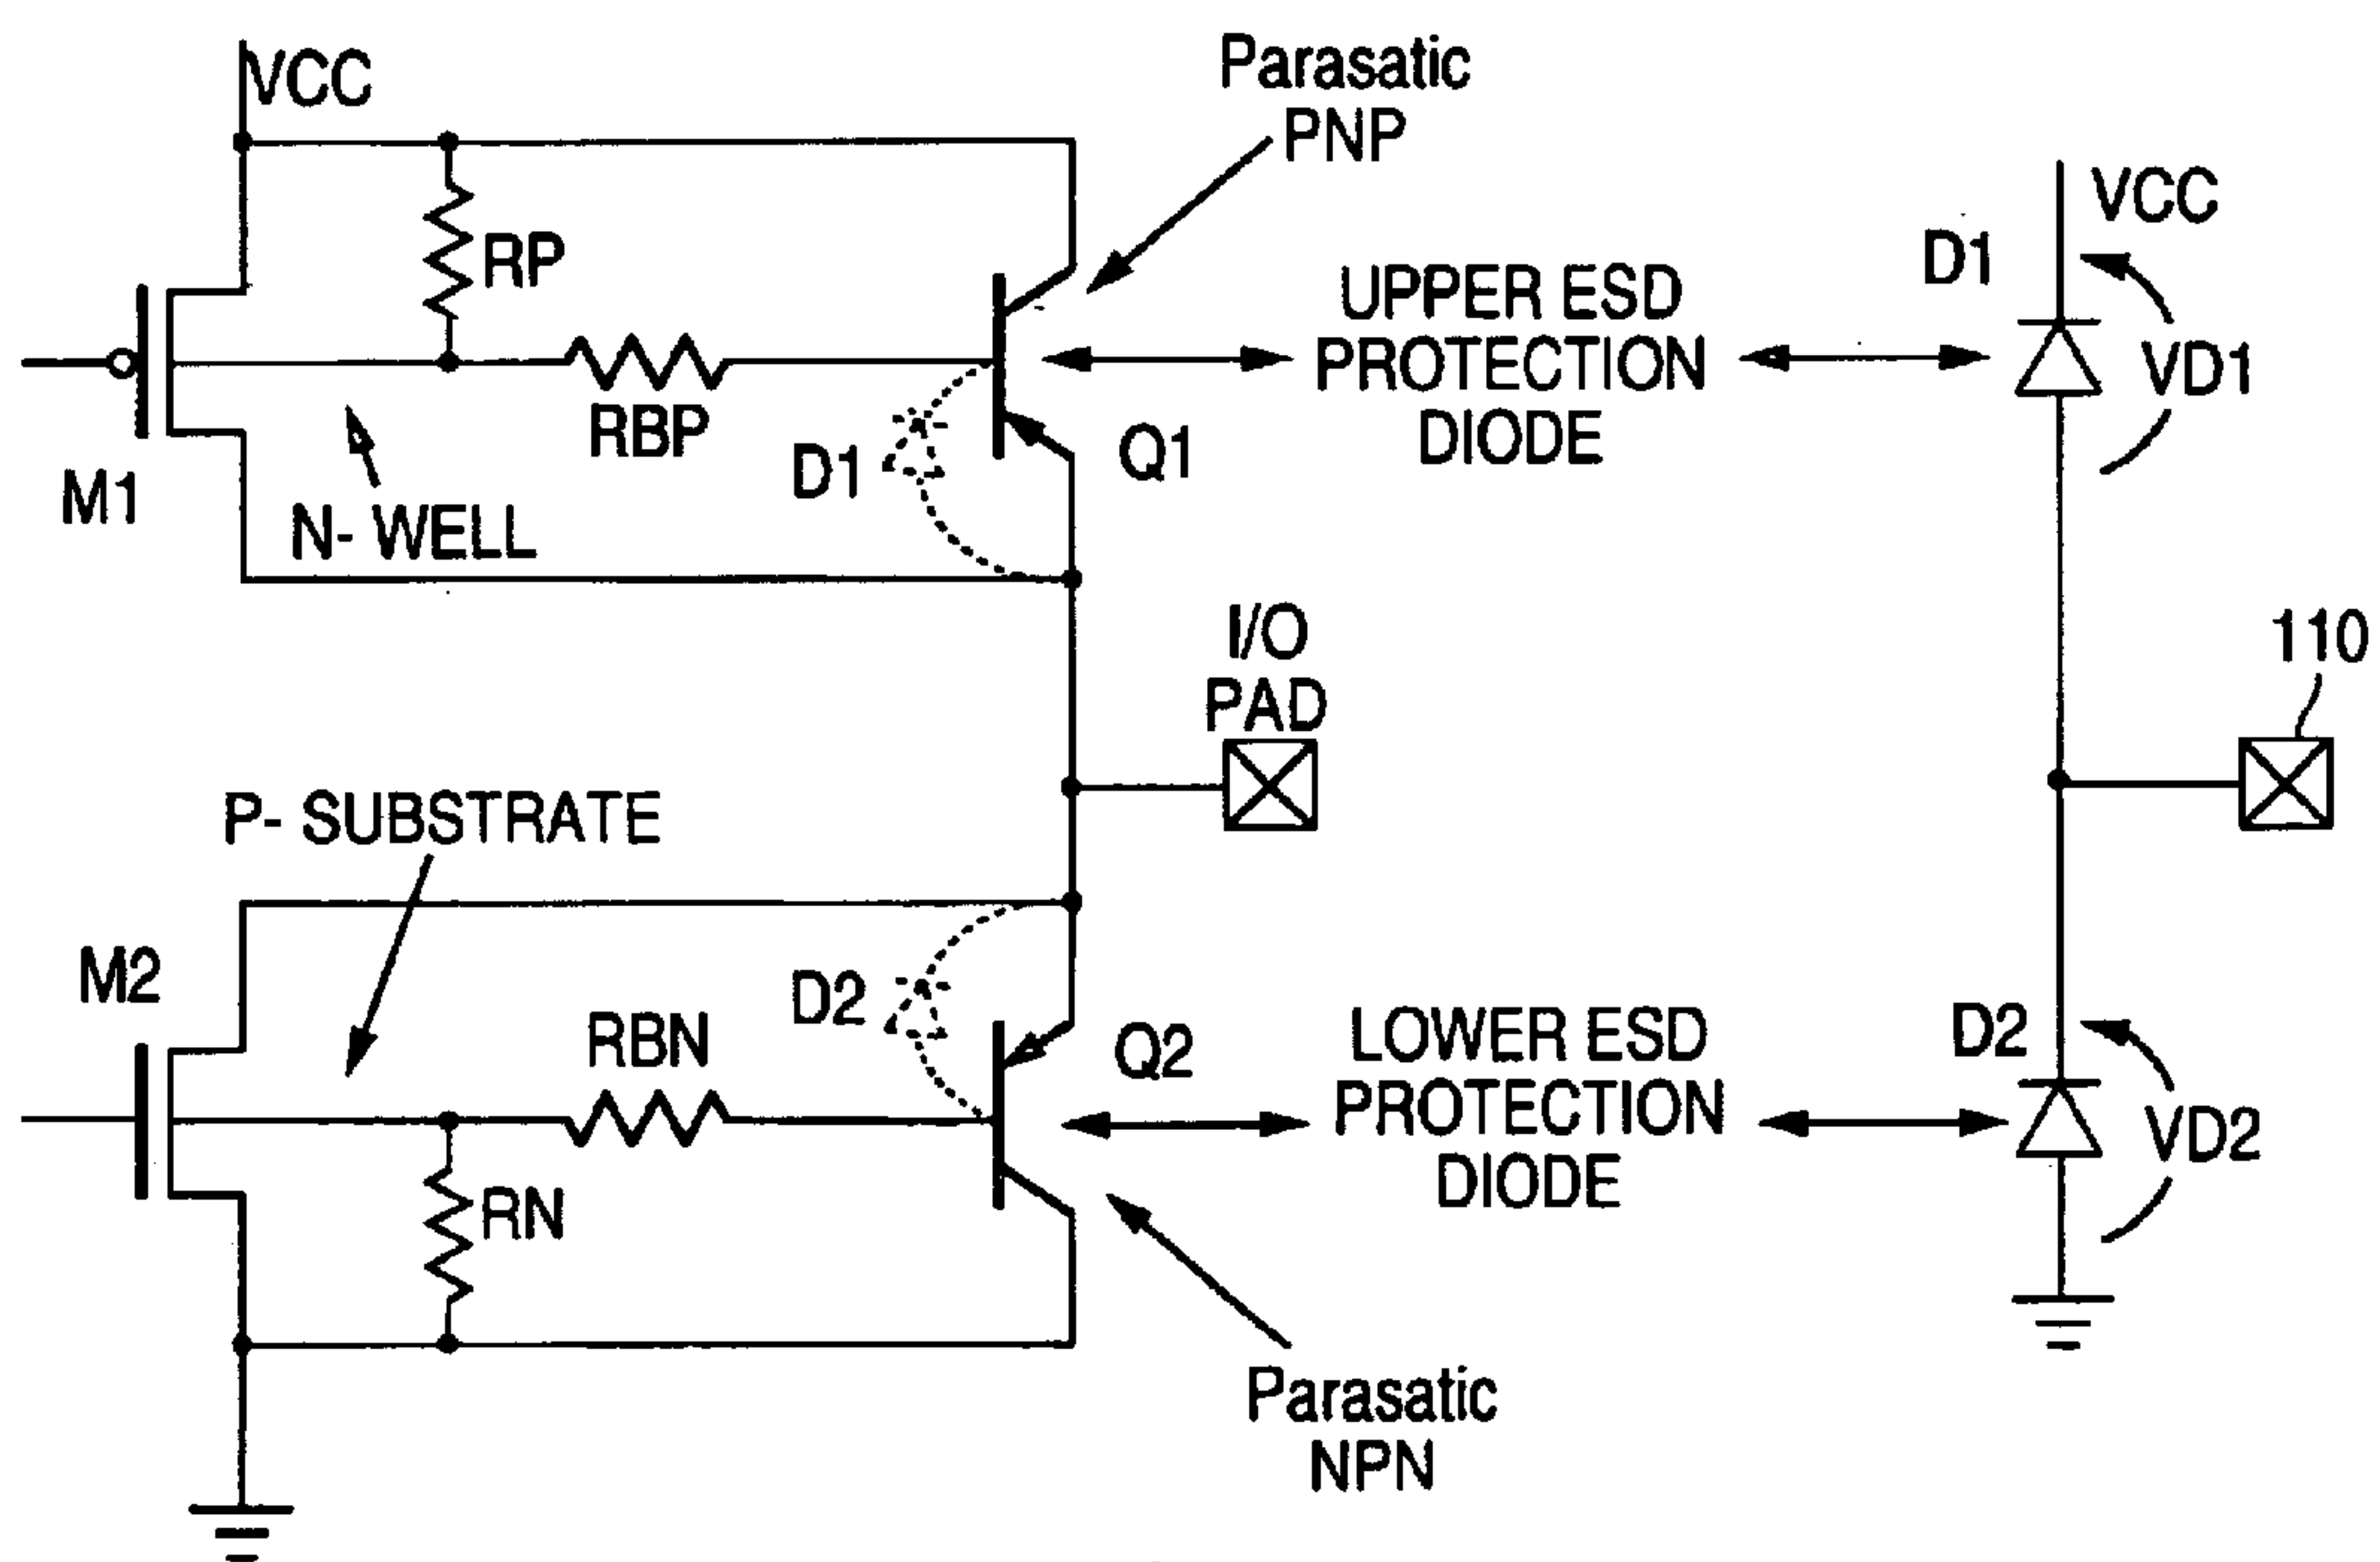 VCC
Parasatic
PNP
RP
RBP
M1
N- WELL
D1
Q1
UPPER ESD
PROTECTION
DIODE
D1
VCC
VD1
I/O
PAD
110
P- SUBSTRATE
M2
RBN
RN
D2
Q2
LOWER ESD
PROTECTION
DIODE
D2
VD2
Parasatic
NPN